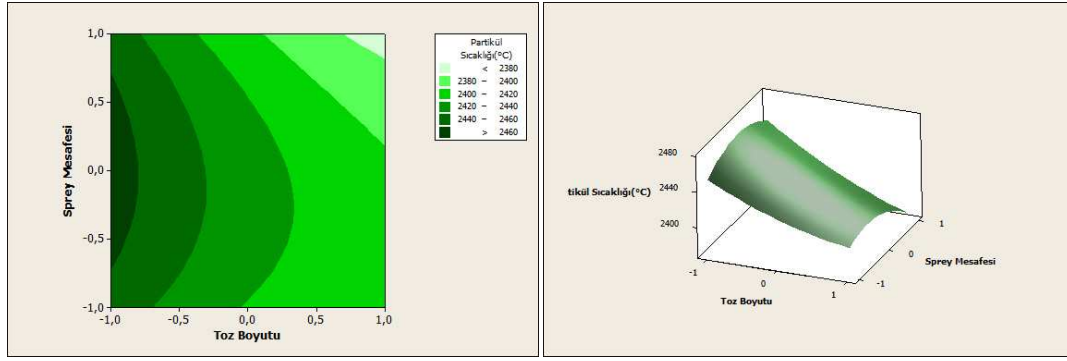 1,0
0,5
0,0
-0,5
-1,0
Sprey Mesafesi
-1,0 -0,5 0,0 0,5 1,0
Toz Boyutu
Partikül
Sıcaklığı(°C)
< 2380
2380 – 2400
2400 – 2420
2420 – 2440
2440 – 2460
> 2460
2480
2440
2400
tikül Sıcaklığı(°C)
-1
0
1
Toz Boyutu
-1
0
1
Sprey Mesafesi